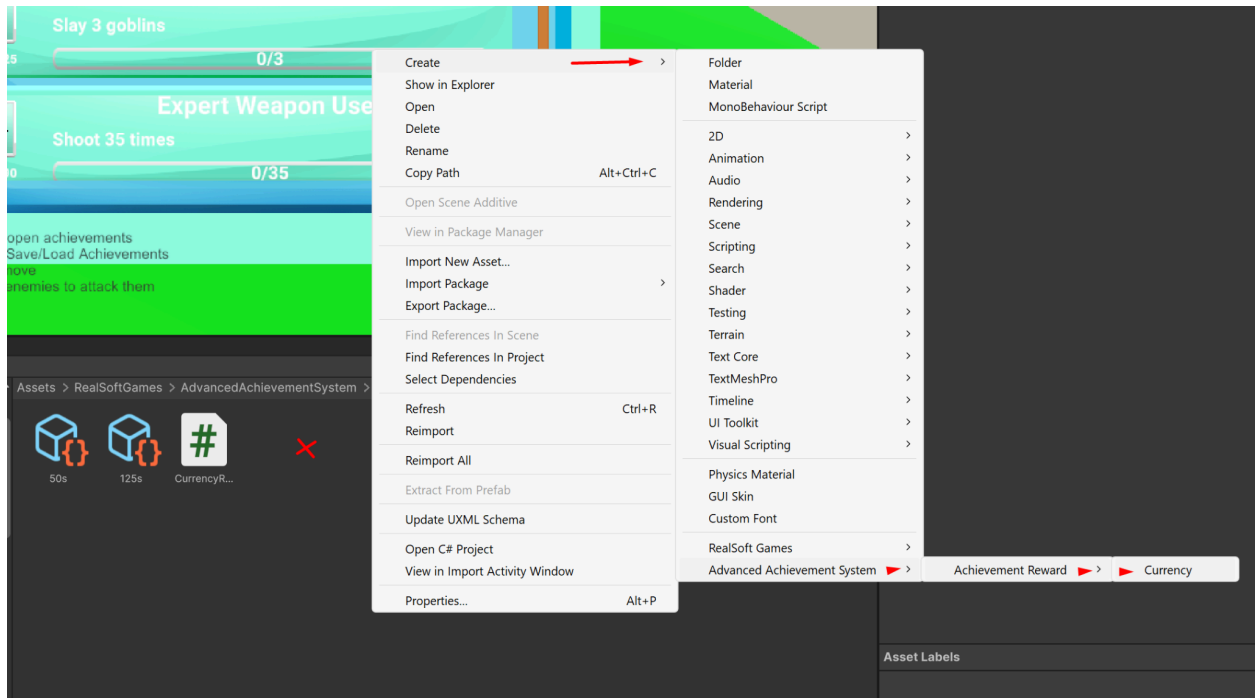 Slay 3 goblins
25
0/3
Expert Weapon Use
Shoot 35 times
0/35
open achievements
Save/Load Achievements
move
enemies to attack them
Assets > RealSoftGames > AdvancedAchievementSystem >
50s
125s
CurrencyR...
Create
Show in Explorer
Open
Delete
Rename
Copy Path Alt+Ctrl+C
Open Scene Additive
View in Package Manager
Import New Asset...
Import Package
Export Package...
Find References In Scene
Find References In Project
Select Dependencies
Refresh Ctrl+R
Reimport
Reimport All
Extract From Prefab
Update UXML Schema
Open C# Project
View in Import Activity Window
Properties... Alt+P
Folder
Material
MonoBehaviour Script
2D
Animation
Audio
Rendering
Scene
Scripting
Search
Shader
Testing
Terrain
Text Core
TextMeshPro
Timeline
UI Toolkit
Visual Scripting
Physics Material
GUI Skin
Custom Font
RealSoft Games
Advanced Achievement System
Achievement Reward
Currency
Asset Labels